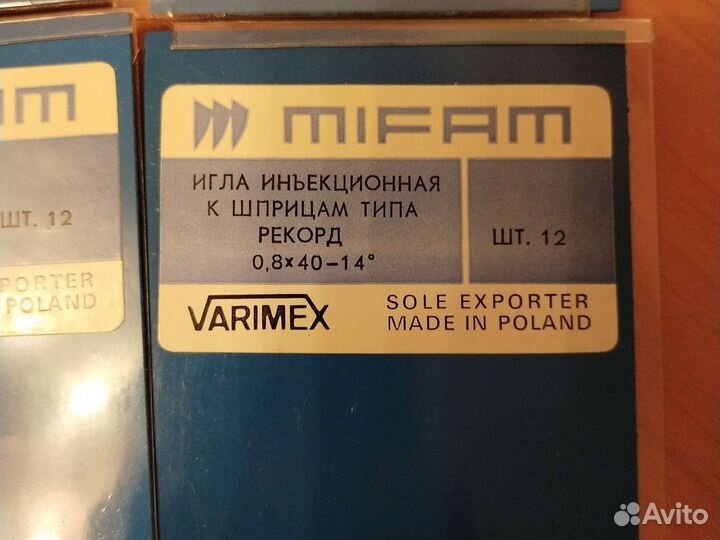 MIFAM
ИГЛА ИНЪЕКЦИОННАЯ
К ШПРИЦАМ ТИПА
РЕКОРД
0,8×40–14°
ШТ. 12
VARIMEX
SOLE EXPORTER
MADE IN POLAND
ШТ. 12
POLAND
Avito